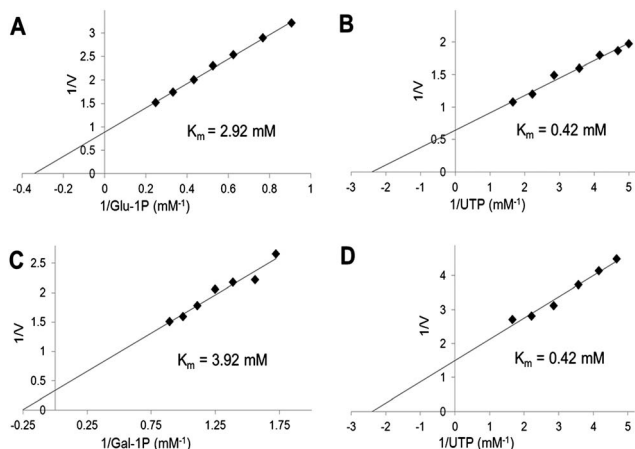 A
3
2.5
2
1.5
1
0.5
0
1/V
Km = 2.92 mM
-0.4 -0.2 0 0.2 0.4 0.6 0.8 1
1/Glu-1P (mM-1)
B
2
1.5
1
0.5
0
1/V
Km = 0.42 mM
-3 -2 -1 0 1 2 3 4 5
1/UTP (mM-1)
C
2.5
2
1.5
1
0.5
0
1/V
Km = 3.92 mM
-0.25 0.25 0.75 1.25 1.75
1/Gal-1P (mM-1)
D
4
3
2
1
0
1/V
Km = 0.42 mM
-3 -2 -1 0 1 2 3 4 5
1/UTP (mM-1)